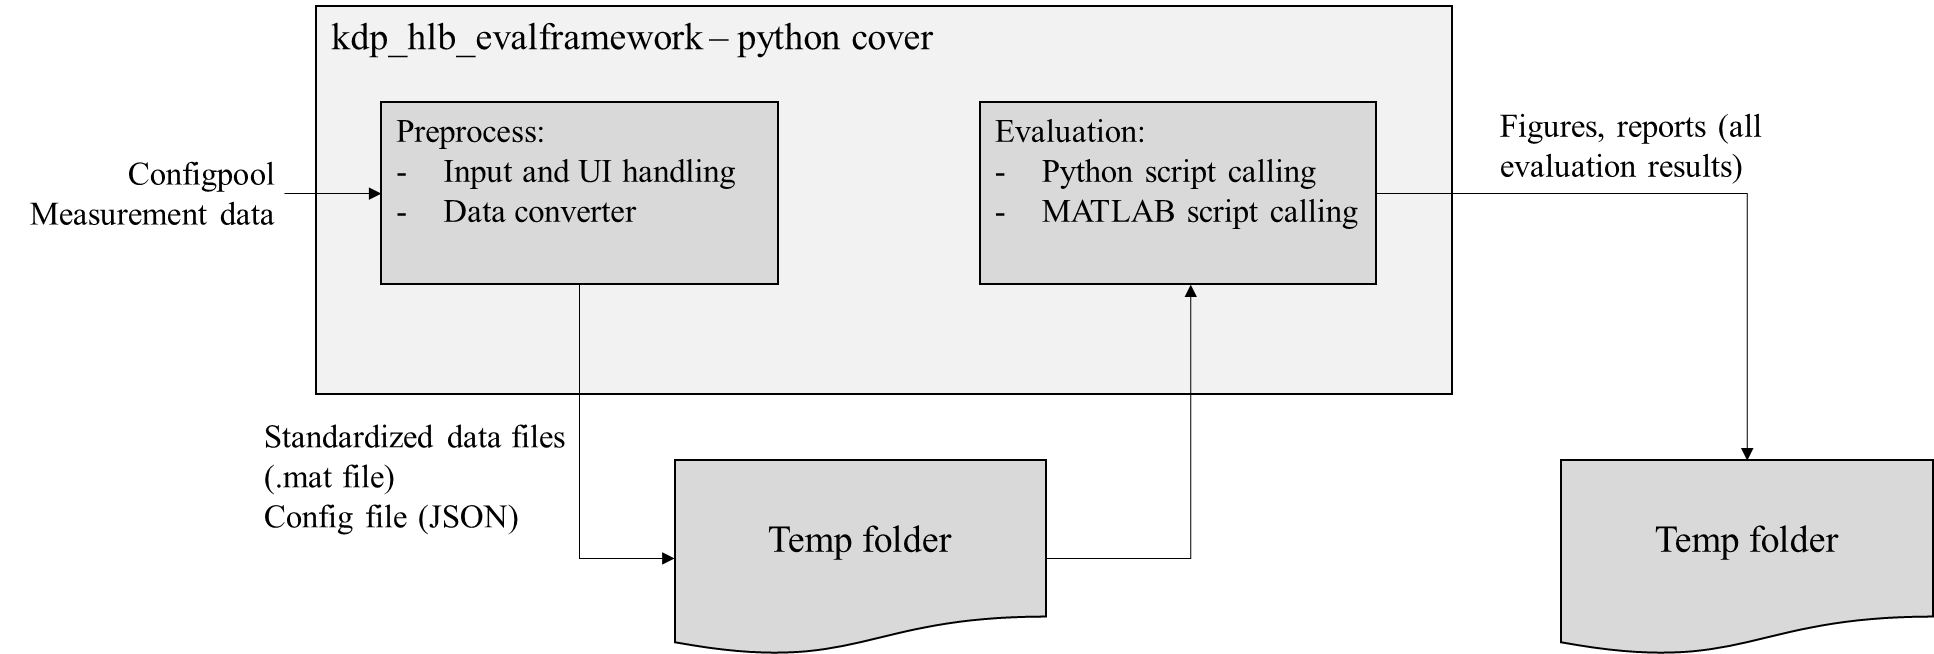 kdp_hlb_evalframework – python cover
Configpool
Measurement data
Preprocess:
- Input and UI handling
- Data converter
Evaluation:
- Python script calling
- MATLAB script calling
Figures, reports (all
evaluation results)
Standardized data files
(.mat file)
Config file (JSON)
Temp folder
Temp folder